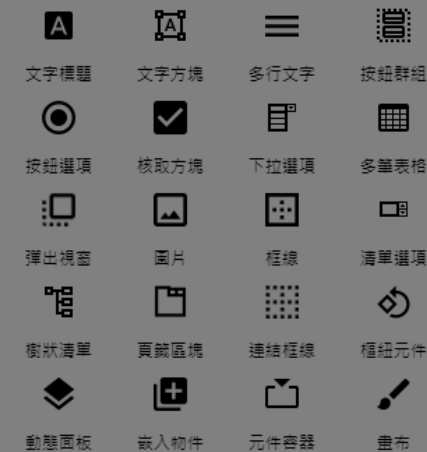 文字標題 文字方塊 多行文字 按鈕群組
按鈕選項 核取方塊 下拉選項 多筆表格
彈出視窗 圖片 框線 清單選項
樹狀清單 頁籤區塊 連結框線 樞紐元件
動態面板 嵌入物件 元件容器 畫布